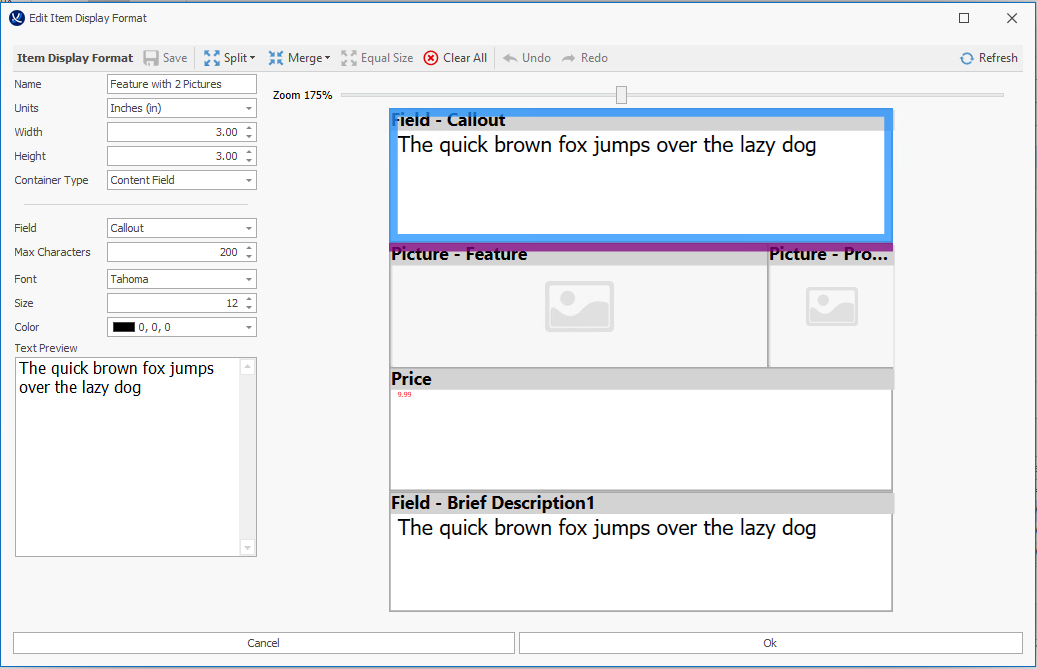 Edit Item Display Format
Item Display Format Save Split Merge Equal Size Clear All Undo Redo Refresh
Name Feature with 2 Pictures
Zoom 175%
Units Inches (in)
Width 3.00
Height 3.00
Container Type Content Field
Field Callout
Max Characters 200
Font Tahoma
Size 12
Color 0, 0, 0
Text Preview
The quick brown fox jumps
over the lazy dog
Field - Callout
The quick brown fox jumps over the lazy dog
Picture - Feature Picture - Pro...
Price
9.99
Field - Brief Description1
The quick brown fox jumps over the lazy dog
Cancel Ok